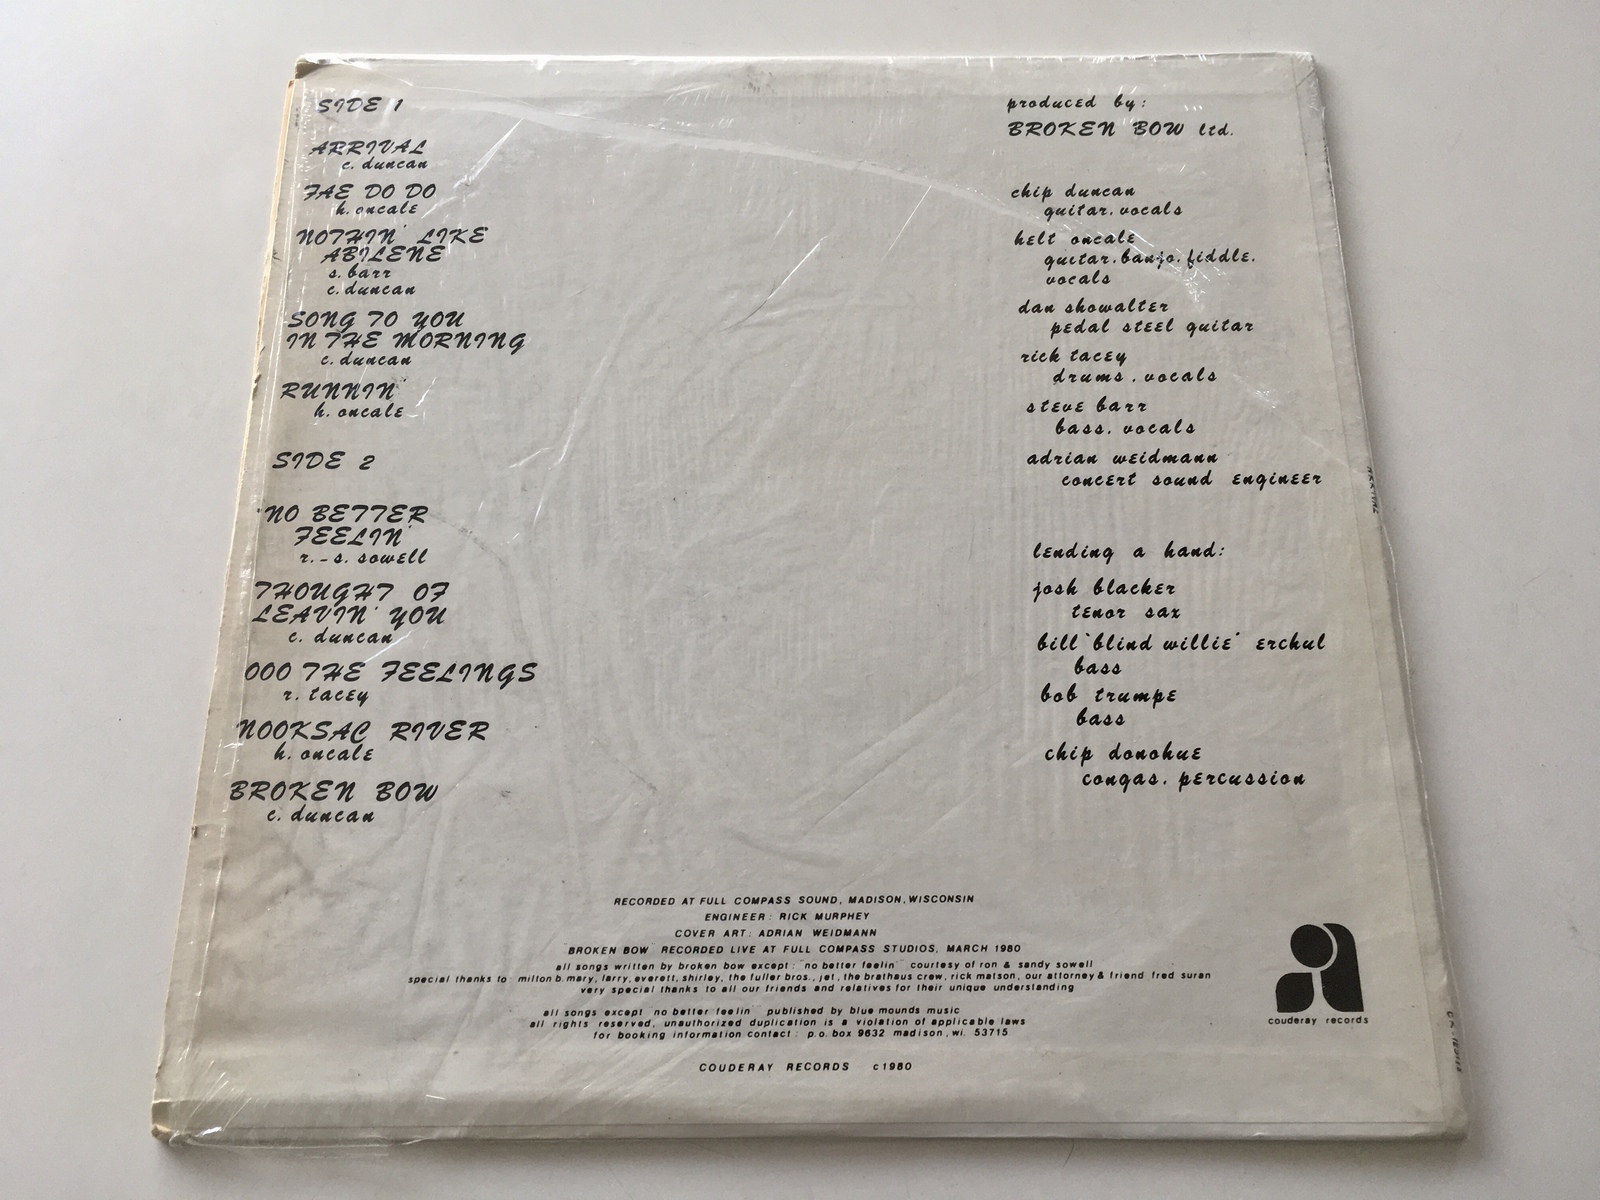 SIDE 1
ARRIVAL
c. duncan
FAE DO DO
h. oncale
NOTHIN' LIKE
ABILENE
s. barr
c. duncan
SONG TO YOU
IN THE MORNING
c. duncan
RUNNIN'
h. oncale
SIDE 2
NO BETTER
FEELIN'
r. - s. sowell
THOUGHT OF
LEAVIN' YOU
c. duncan
OOO THE FEELINGS
r. tacey
NOOKSAC RIVER
h. oncale
BROKEN BOW
c. duncan
produced by:
BROKEN BOW ltd.
chip duncan
guitar. vocals
helt oncale
guitar. banjo. fiddle.
vocals
dan showalter
pedal steel guitar
rick tacey
drums . vocals
steve barr
bass. vocals
adrian weidmann
concert sound engineer
lending a hand:
josh blacker
tenor sax
bill 'blind willie' erchul
bass
bob trumpe
bass
chip donohue
congas. percussion
RECORDED AT FULL COMPASS SOUND, MADISON, WISCONSIN
ENGINEER: RICK MURPHEY
COVER ART: ADRIAN WEIDMANN
"BROKEN BOW" RECORDED LIVE AT FULL COMPASS STUDIOS, MARCH 1980
all songs written by broken bow except: "no better feelin'" courtesy of ron & sandy sowell
special thanks to: milton b. mary, larry, everett, shirley, the fuller bros., jet, the brathaus crew, rick matson, our attorney & friend fred suran
very special thanks to all our friends and relatives for their unique understanding
all songs except "no better feelin'" published by blue mounds music
all rights reserved, unauthorized duplication is a violation of applicable laws
for booking information contact: p.o. box 9632 madison, wi. 53715
COUDERAY RECORDS c1980
couderay records